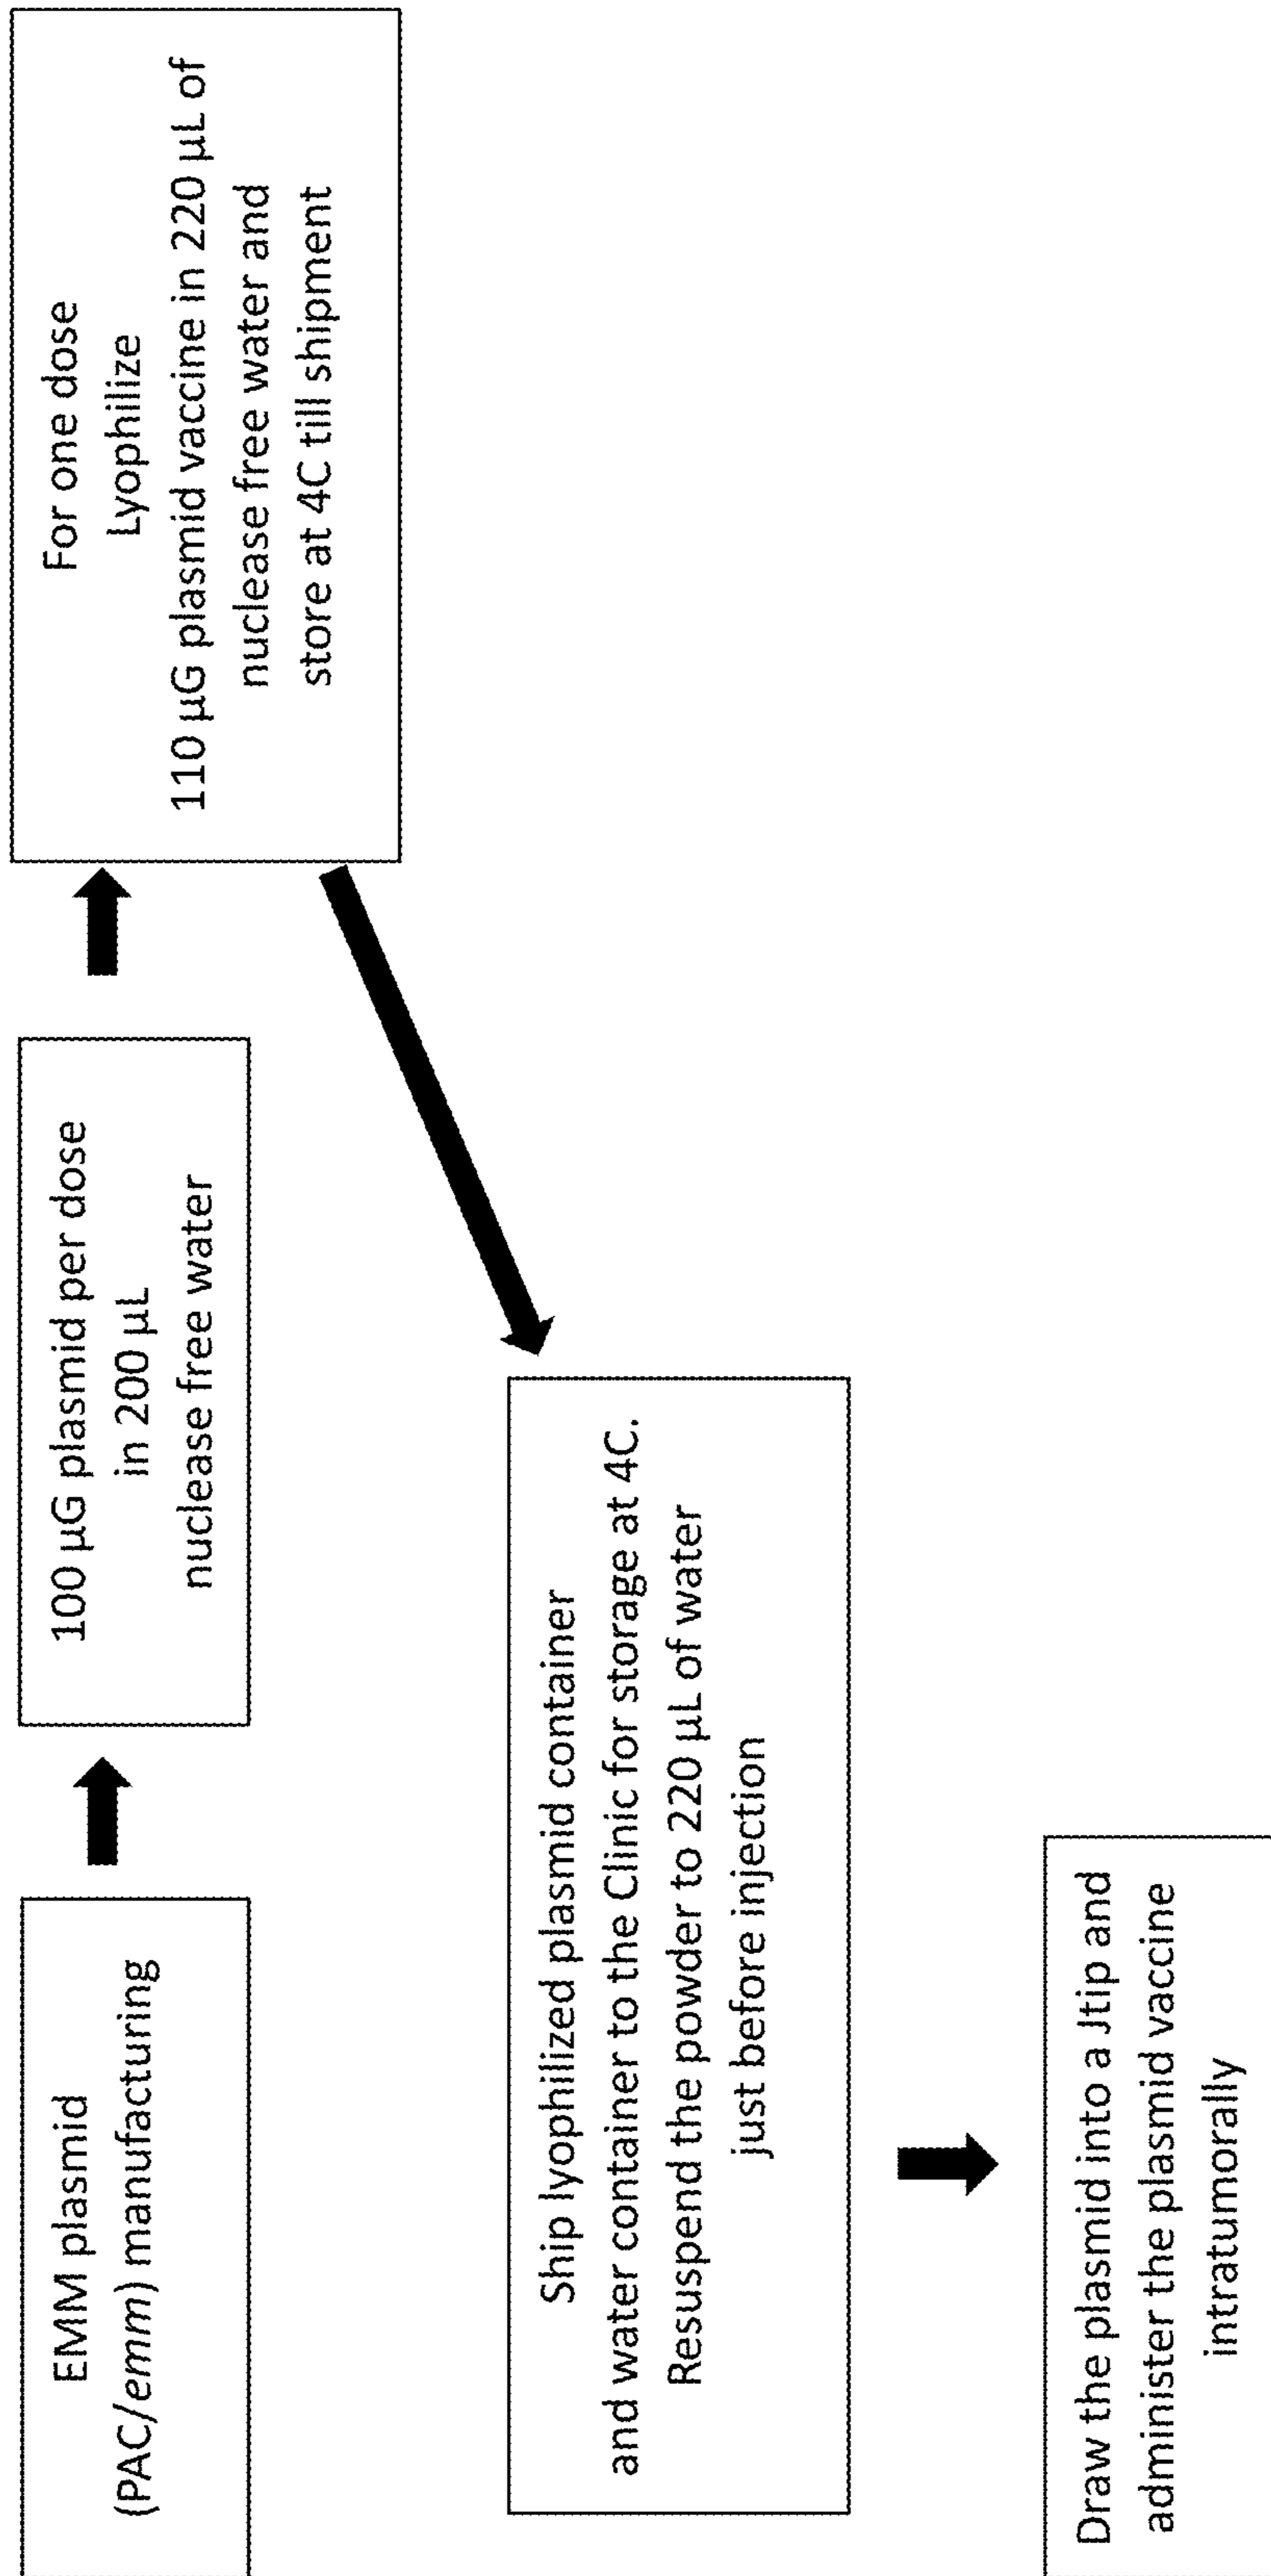 EMM plasmid
(PAC/emm) manufacturing
100 µG plasmid per dose
in 200 µL
nuclease free water
For one dose
Lyophilize
110 µG plasmid vaccine in 220 µL of
nuclease free water and
store at 4C till shipment
Ship lyophilized plasmid container
and water container to the Clinic for storage at 4C.
Resuspend the powder to 220 µL of water
just before injection
Draw the plasmid into a Jtip and
administer the plasmid vaccine
intratumorally